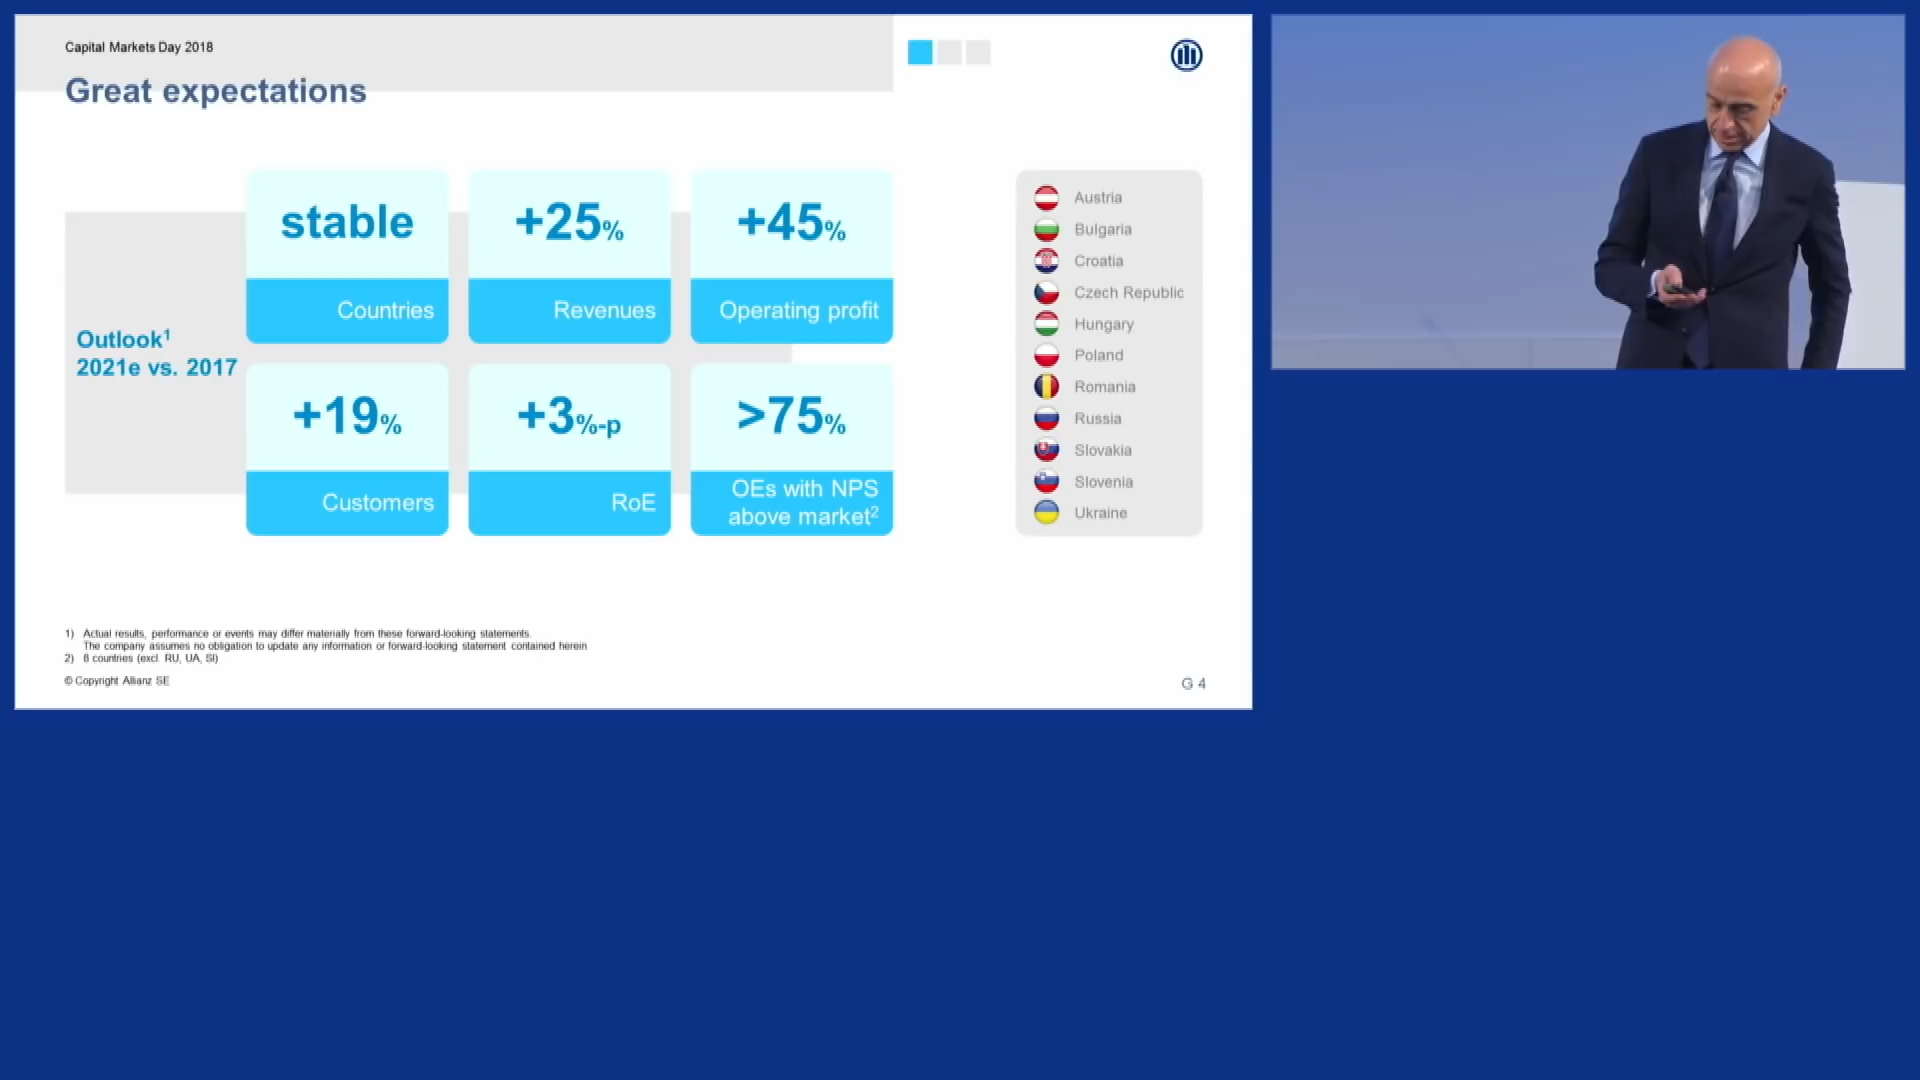 Capital Markets Day 2018
Great expectations
Outlook¹
2021e vs. 2017
stable
Countries
+25%
Revenues
+45%
Operating profit
+19%
Customers
+3%-p
RoE
>75%
OEs with NPS
above market²
Austria
Bulgaria
Croatia
Czech Republic
Hungary
Poland
Romania
Russia
Slovakia
Slovenia
Ukraine
1) Actual results, performance or events may differ materially from these forward-looking statements.
The company assumes no obligation to update any information or forward-looking statement contained herein
2) 8 countries (excl. RU, UA, SI)
© Copyright Allianz SE
G 4